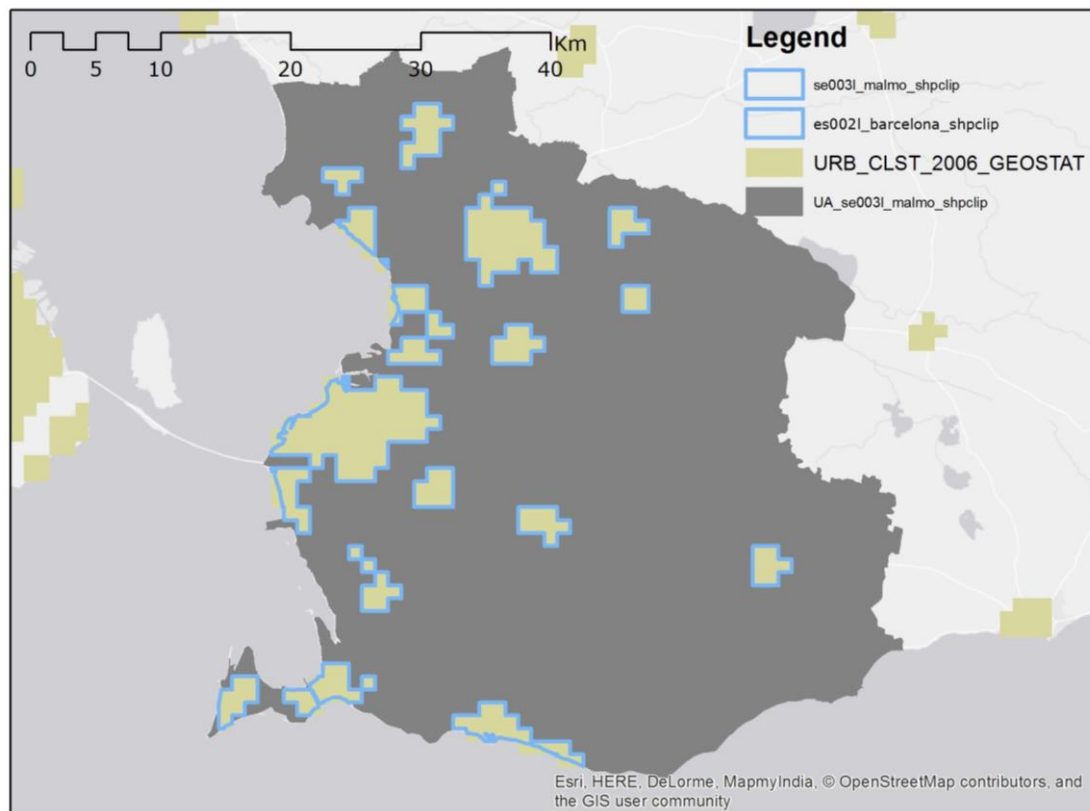 Km
0 5 10 20 30 40
Legend
se003l_malmo_shpclip
es002l_barcelona_shpclip
URB_CLST_2006_GEOSTAT
UA_se003l_malmo_shpclip
Esri, HERE, DeLorme, MapmyIndia, © OpenStreetMap contributors, and
the GIS user community